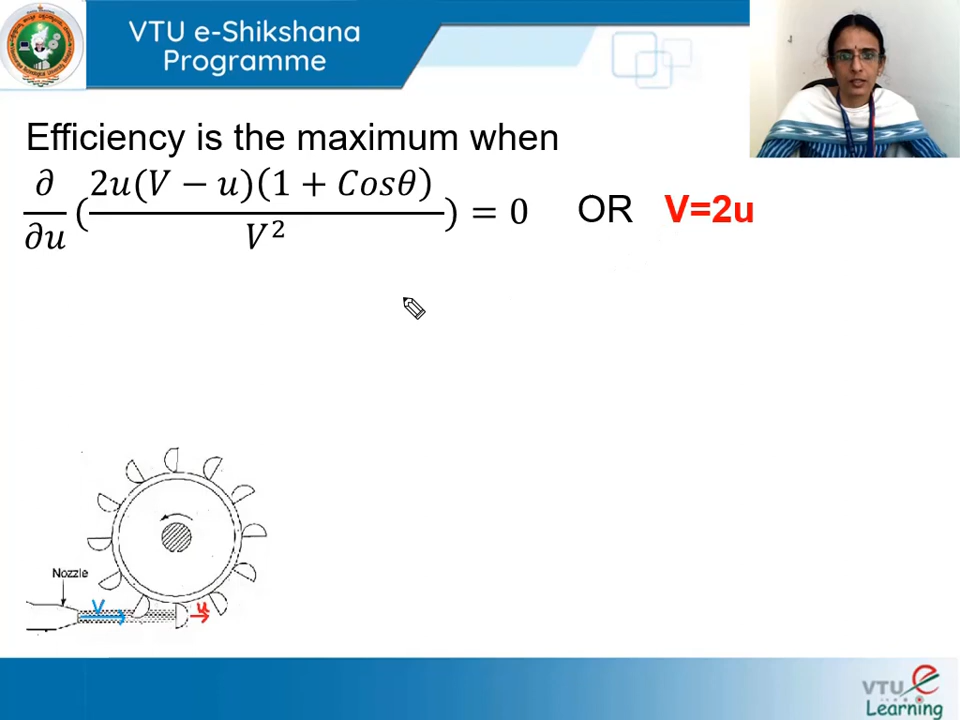 VTU e-Shikshana
Programme
Efficiency is the maximum when
∂/∂u (2u(V − u)(1 + Cosθ)/V²) = 0 OR V=2u
Nozzle
V u
VTU e
Learning